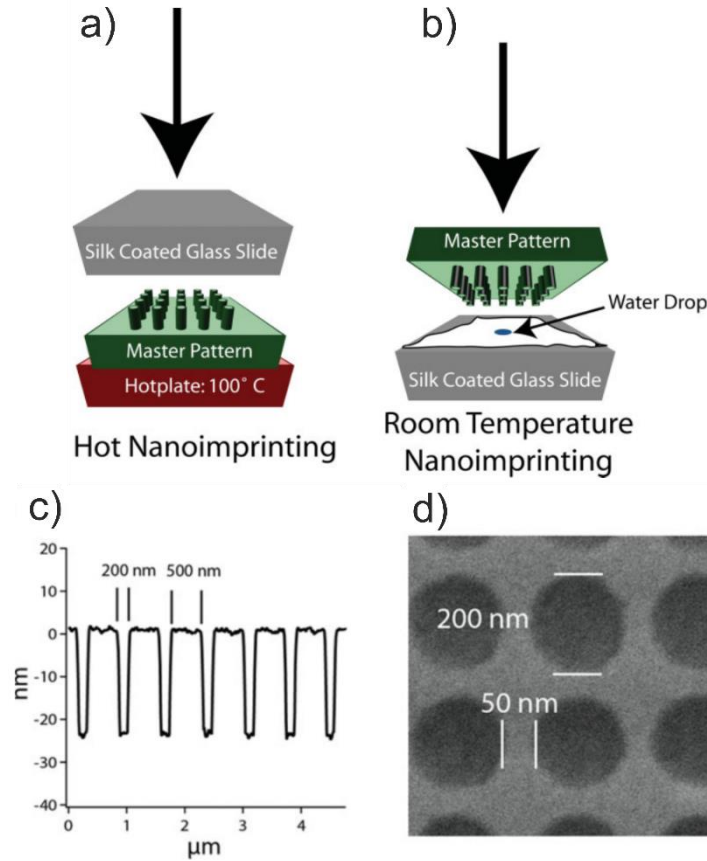 a)
b)
Silk Coated Glass Slide
Master Pattern
Hotplate: 100° C
Hot Nanoimprinting
Master Pattern
Water Drop
Silk Coated Glass Slide
Room Temperature
Nanoimprinting
c)
20
10
0
-10
-20
-30
-40
nm
200 nm
500 nm
0
1
2
3
4
µm
d)
200 nm
50 nm